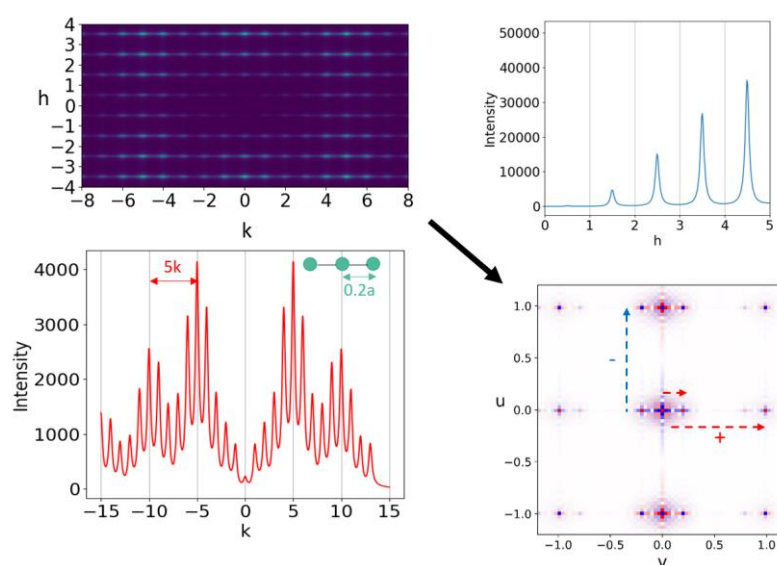 4
3
2
1
0
−1
−2
−3
−4
h
−8 −6 −4 −2 0 2 4 6 8
k
50000
40000
30000
20000
10000
0
Intensity
0 1 2 3 4 5
h
4000
3000
2000
1000
0
Intensity
5k
0.2a
−15 −10 −5 0 5 10 15
k
1.0
0.5
0.0
−0.5
−1.0
u
-
+
−1.0 −0.5 0.0 0.5 1.0
v